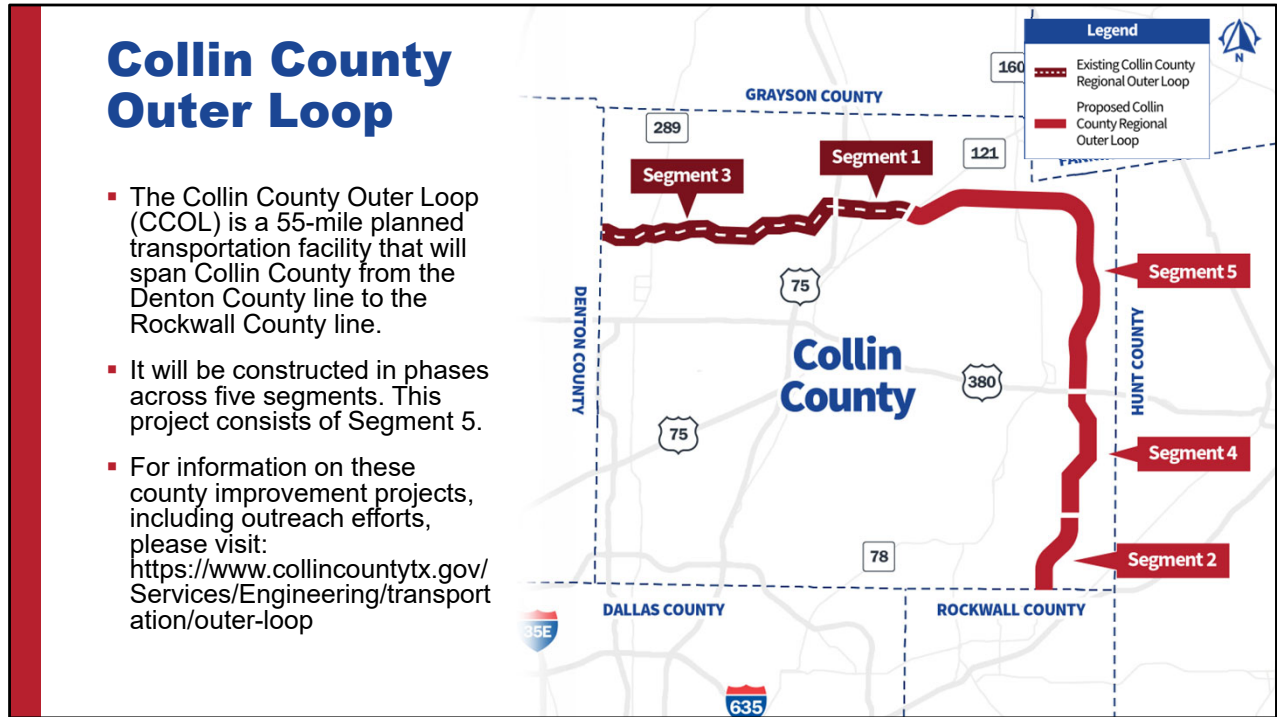 Collin County
Outer Loop
▪ The Collin County Outer Loop
(CCOL) is a 55-mile planned
transportation facility that will
span Collin County from the
Denton County line to the
Rockwall County line.
▪ It will be constructed in phases
across five segments. This
project consists of Segment 5.
▪ For information on these
county improvement projects,
including outreach efforts,
please visit:
https://www.collincountytx.gov/
Services/Engineering/transport
ation/outer-loop
Legend
Existing Collin County
Regional Outer Loop
Proposed Collin
County Regional
Outer Loop
N
160
GRAYSON COUNTY
289
121
Segment 1
Segment 3
Segment 5
75
DENTON COUNTY
HUNT COUNTY
Collin
County
380
75
Segment 4
78
Segment 2
DALLAS COUNTY
ROCKWALL COUNTY
35E
635